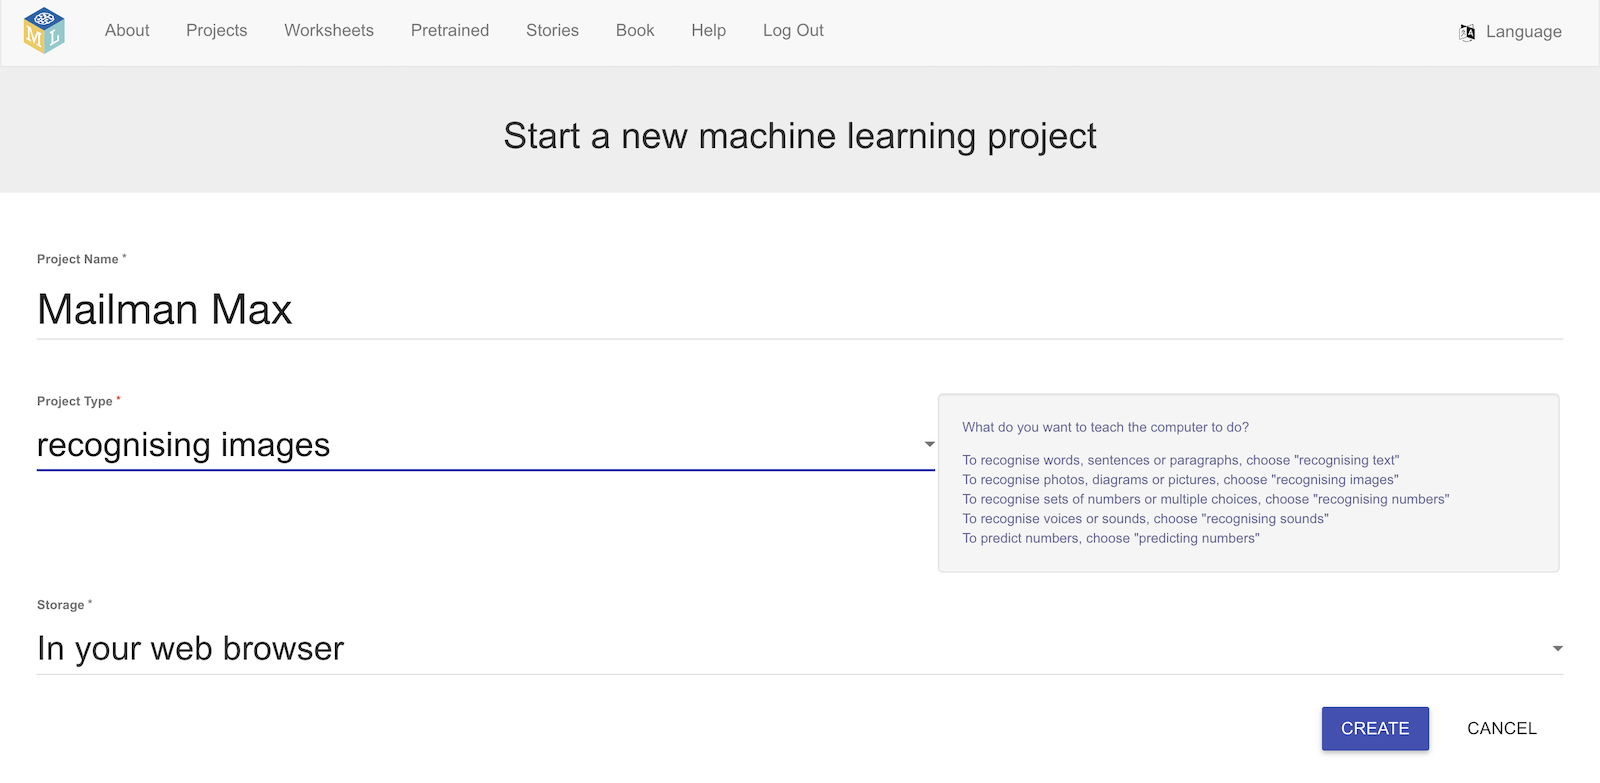 ML
About Projects Worksheets Pretrained Stories Book Help Log Out Language
Start a new machine learning project
Project Name *
Mailman Max
Project Type *
recognising images
What do you want to teach the computer to do?
To recognise words, sentences or paragraphs, choose "recognising text"
To recognise photos, diagrams or pictures, choose "recognising images"
To recognise sets of numbers or multiple choices, choose "recognising numbers"
To recognise voices or sounds, choose "recognising sounds"
To predict numbers, choose "predicting numbers"
Storage *
In your web browser
CREATE CANCEL